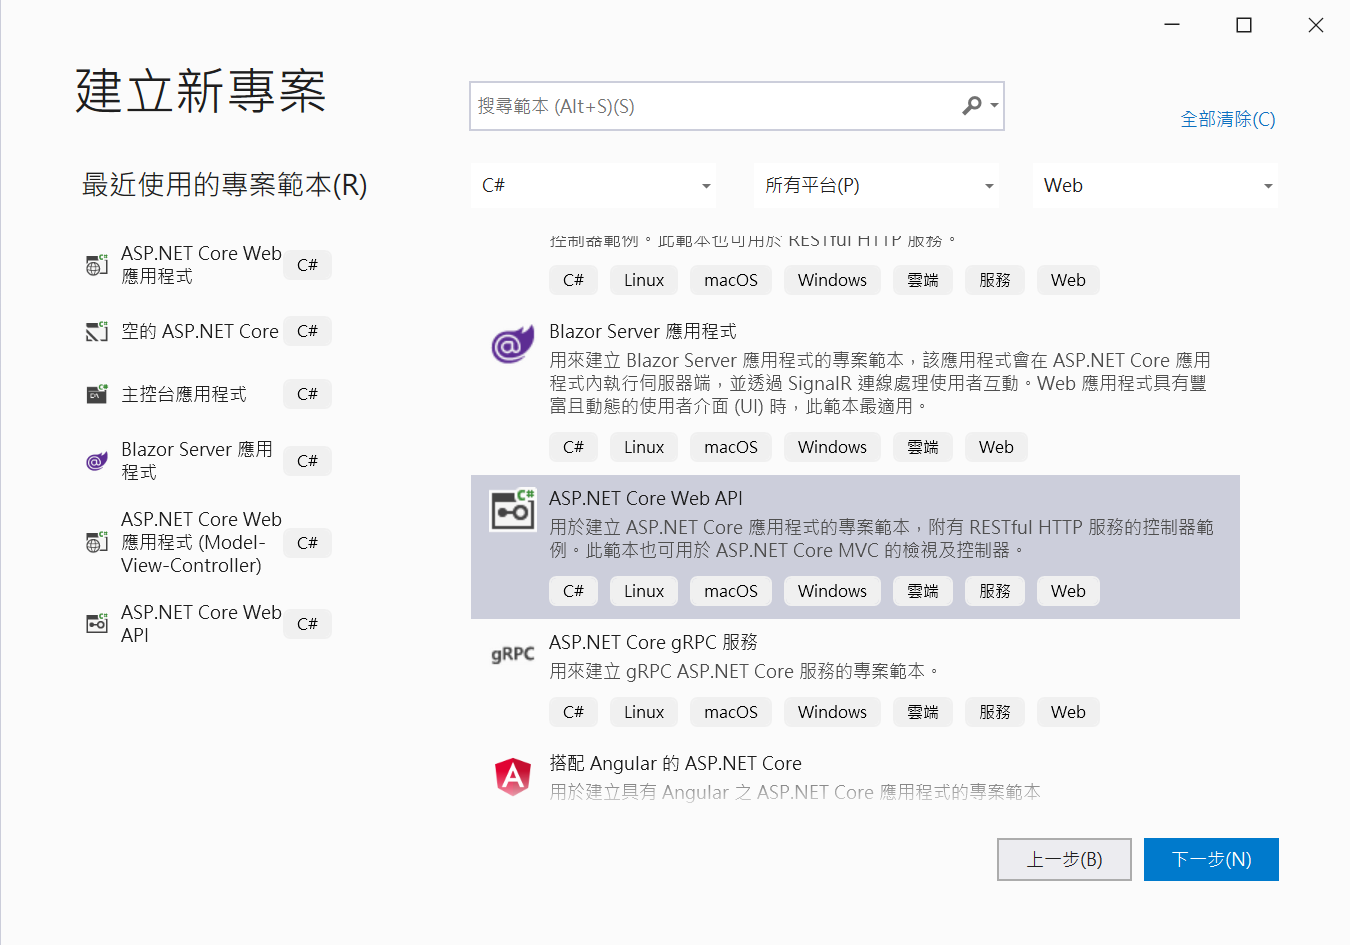 建立新專案
搜尋範本 (Alt+S)(S)
全部清除(C)
最近使用的專案範本(R)
C#
所有平台(P)
Web
ASP.NET Core Web
應用程式
C#
空的 ASP.NET Core
C#
主控台應用程式
C#
Blazor Server 應用
程式
C#
ASP.NET Core Web
應用程式 (Model-
View-Controller)
C#
ASP.NET Core Web
API
C#
控制器範例。此範本也可用於 RESTful HTTP 服務。
C# Linux macOS Windows 雲端 服務 Web
Blazor Server 應用程式
用來建立 Blazor Server 應用程式的專案範本，該應用程式會在 ASP.NET Core 應用
程式內執行伺服器端，並透過 SignalR 連線處理使用者互動。Web 應用程式具有豐
富且動態的使用者介面 (UI) 時，此範本最適用。
C# Linux macOS Windows 雲端 Web
ASP.NET Core Web API
用於建立 ASP.NET Core 應用程式的專案範本，附有 RESTful HTTP 服務的控制器範
例。此範本也可用於 ASP.NET Core MVC 的檢視及控制器。
C# Linux macOS Windows 雲端 服務 Web
gRPC
ASP.NET Core gRPC 服務
用來建立 gRPC ASP.NET Core 服務的專案範本。
C# Linux macOS Windows 雲端 服務 Web
搭配 Angular 的 ASP.NET Core
用於建立具有 Angular 之 ASP.NET Core 應用程式的專案範本
上一步(B)
下一步(N)